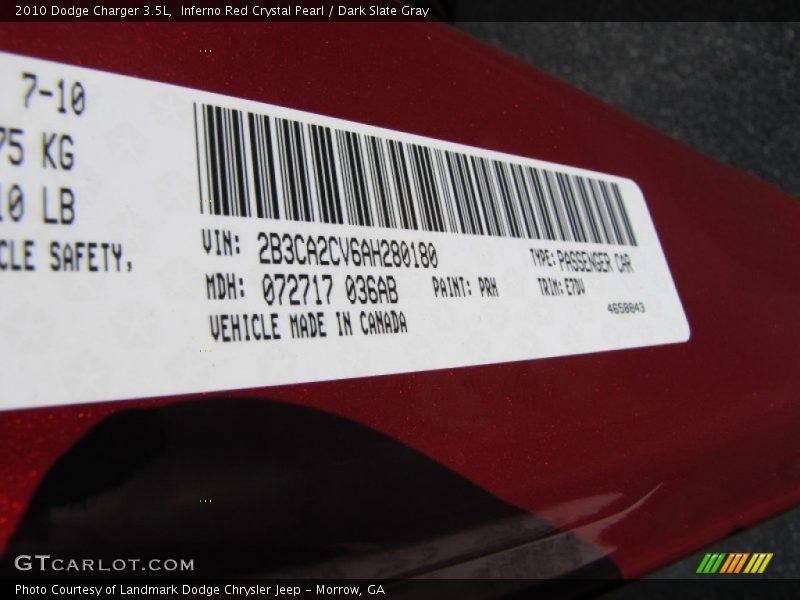 2010 Dodge Charger 3.5L,  Inferno Red Crystal Pearl / Dark Slate Gray
7-10
75 KG
10 LB
CLE SAFETY,
VIN: 2B3CA2CV6AH280180
TYPE: PASSENGER CAR
MDH: 072717 036AB
PAINT: PRH
TRIM: E7DV
VEHICLE MADE IN CANADA
4658843
GTCARLOT.COM
Photo Courtesy of Landmark Dodge Chrysler Jeep - Morrow, GA